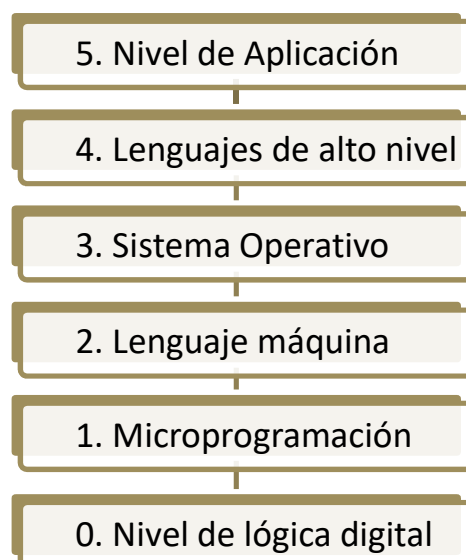 5. Nivel de Aplicación
4. Lenguajes de alto nivel
3. Sistema Operativo
2. Lenguaje máquina
1. Microprogramación
0. Nivel de lógica digital